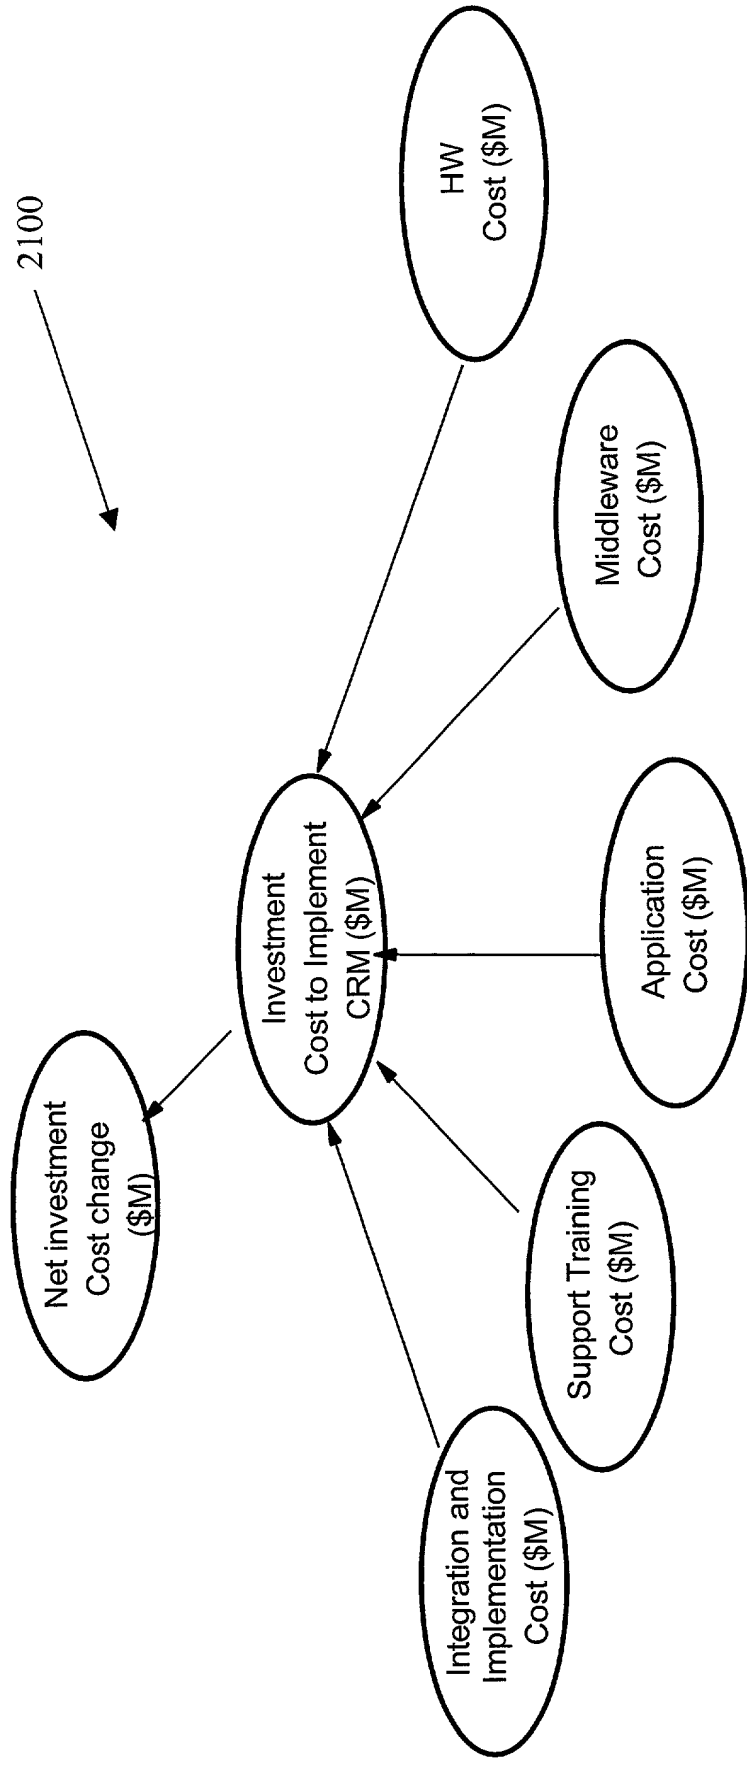 2100
Net investment
Cost change
($M)
Investment
Cost to Implement
CRM ($M)
Integration and
Implementation
Cost ($M)
Support Training
Cost ($M)
Application
Cost ($M)
Middleware
Cost ($M)
HW
Cost ($M)